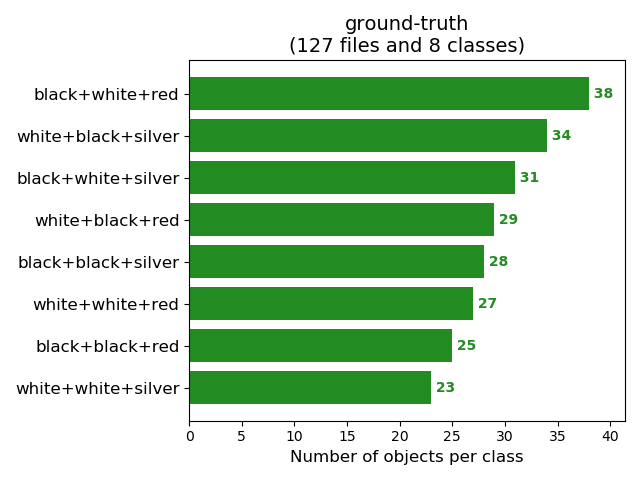 ground-truth
(127 files and 8 classes)
black+white+red 38
white+black+silver 34
black+white+silver 31
white+black+red 29
black+black+silver 28
white+white+red 27
black+black+red 25
white+white+silver 23
0 5 10 15 20 25 30 35 40
Number of objects per class